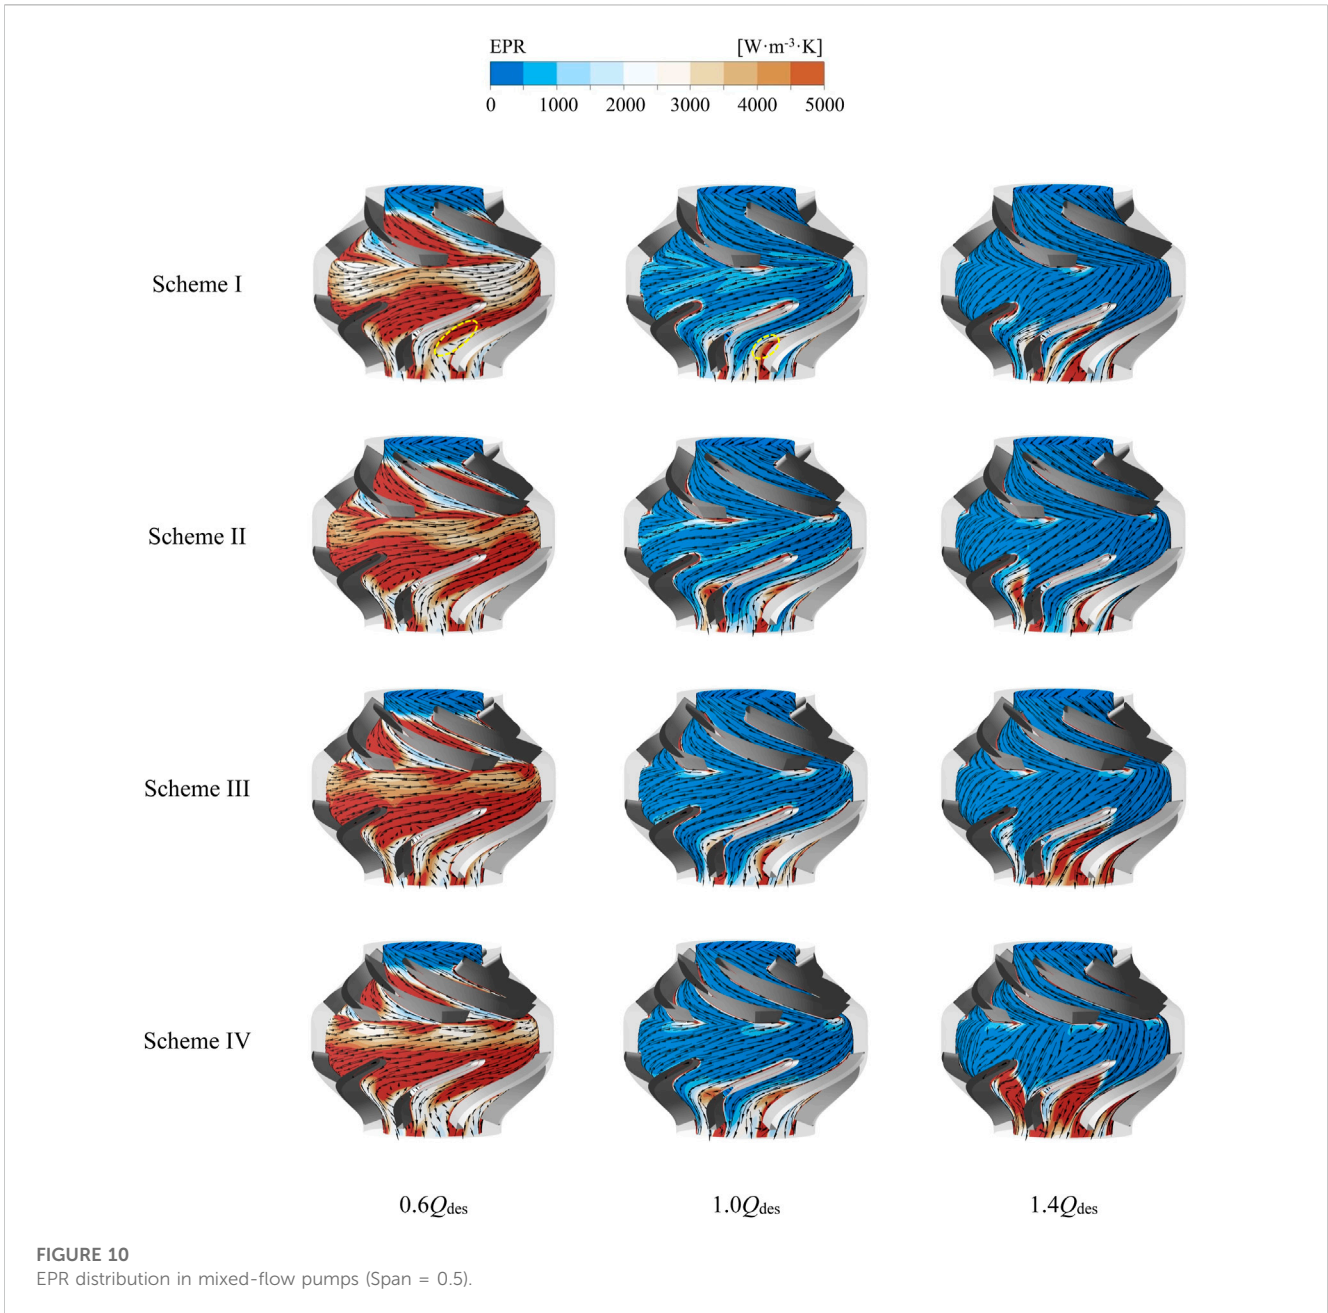 EPR [W·m⁻³·K]
0 1000 2000 3000 4000 5000
Scheme I
Scheme II
Scheme III
Scheme IV
0.6Qdes 1.0Qdes 1.4Qdes
FIGURE 10
EPR distribution in mixed-flow pumps (Span = 0.5).